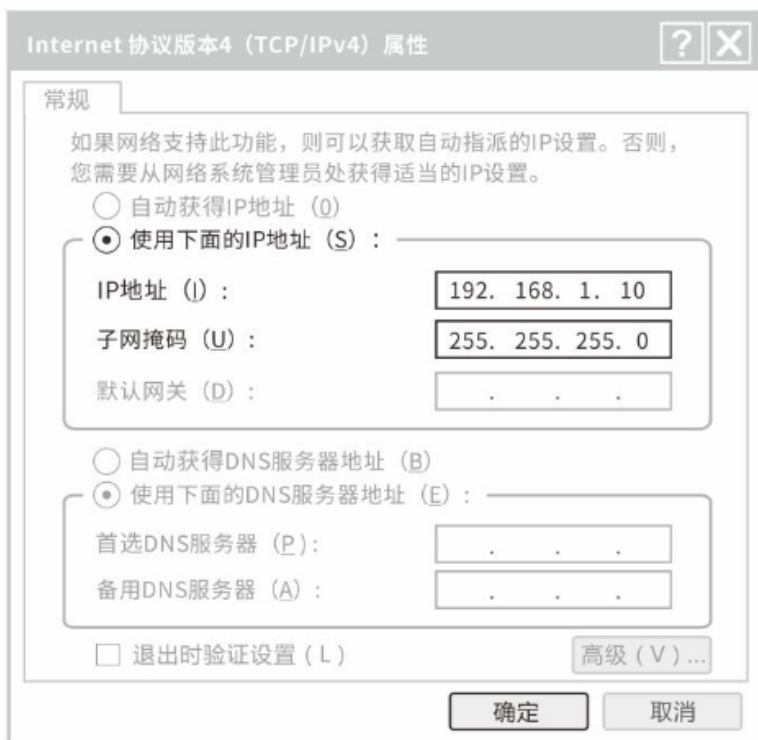 Internet 协议版本4（TCP/IPv4）属性
常规
如果网络支持此功能，则可以获取自动指派的IP设置。否则，
您需要从网络系统管理员处获得适当的IP设置。
自动获得IP地址（0）
使用下面的IP地址（S）：
IP地址（I）： 192. 168. 1. 10
子网掩码（U）： 255. 255. 255. 0
默认网关（D）： . . .
自动获得DNS服务器地址（B）
使用下面的DNS服务器地址（E）：
首选DNS服务器（P）： . . .
备用DNS服务器（A）： . . .
退出时验证设置（L） 高级（V）...
确定 取消